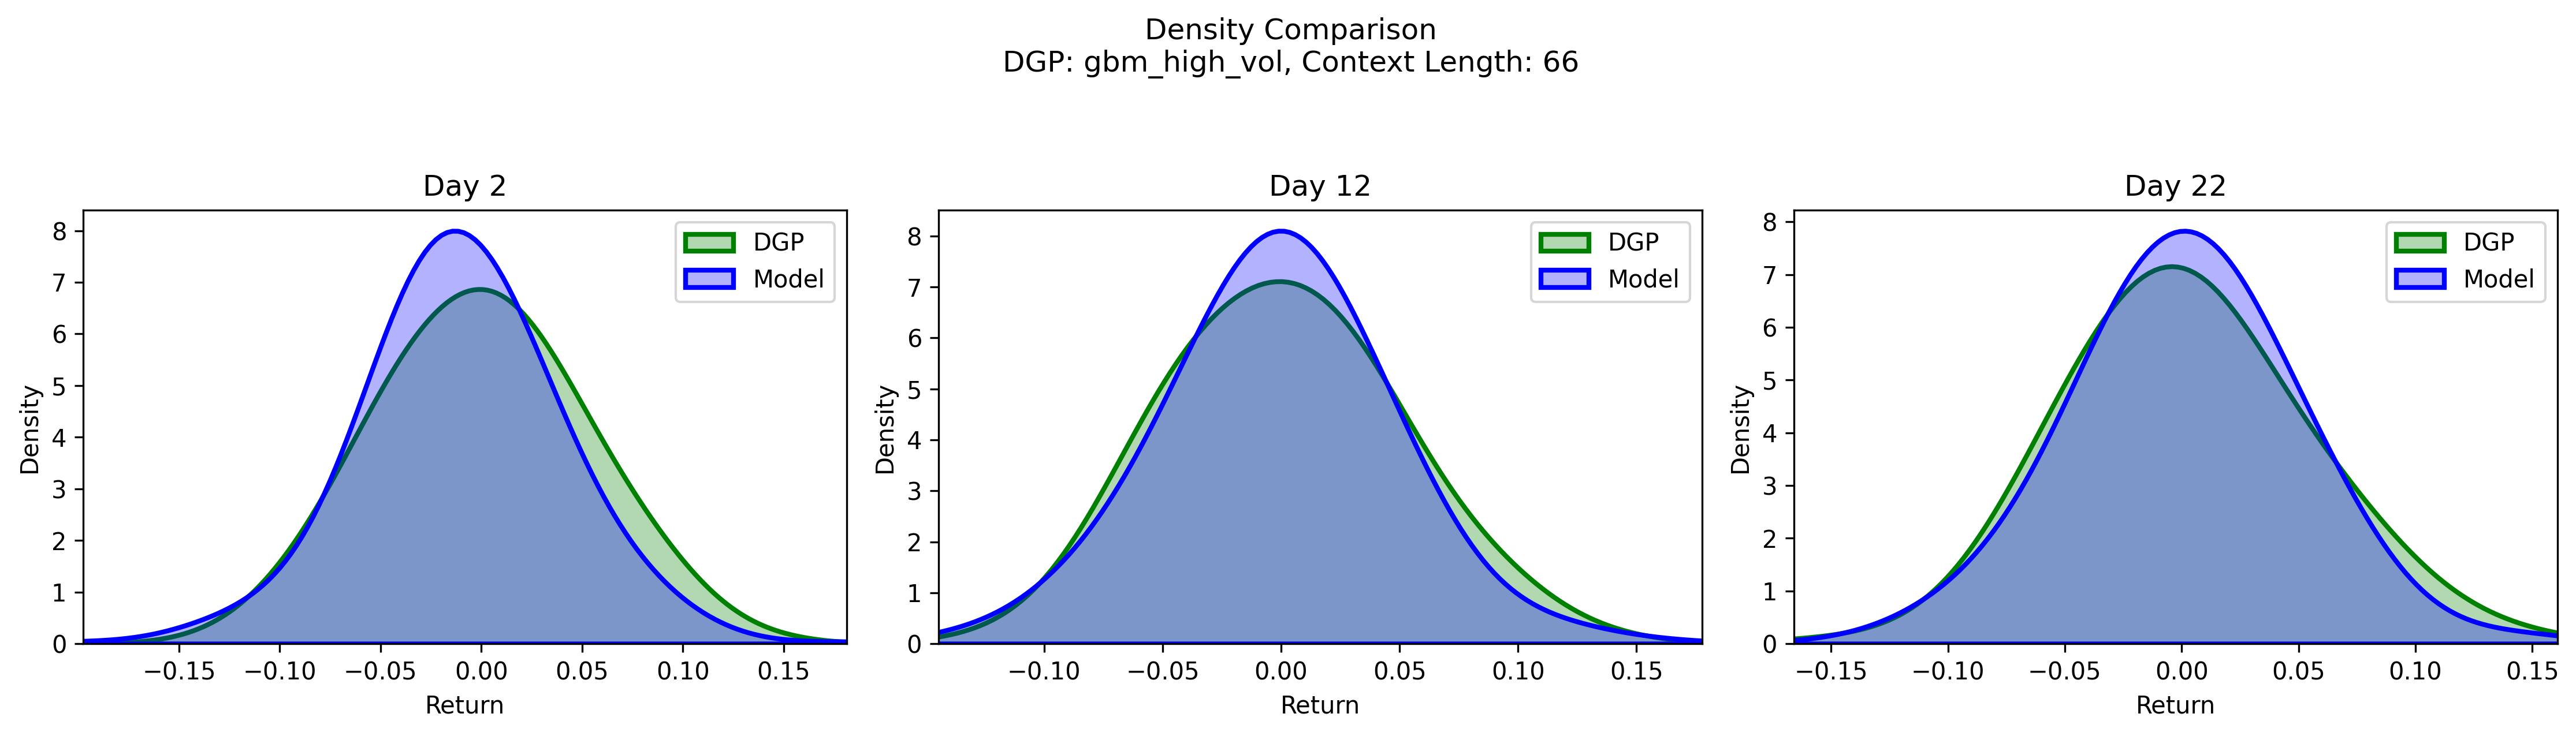 Density Comparison
DGP: gbm_high_vol, Context Length: 66
Day 2
8
7
6
5
4
3
2
1
0
Density
DGP
Model
−0.15 −0.10 −0.05 0.00 0.05 0.10 0.15
Return
Day 12
8
7
6
5
4
3
2
1
0
Density
DGP
Model
−0.10 −0.05 0.00 0.05 0.10 0.15
Return
Day 22
8
7
6
5
4
3
2
1
0
Density
DGP
Model
−0.15 −0.10 −0.05 0.00 0.05 0.10 0.15
Return